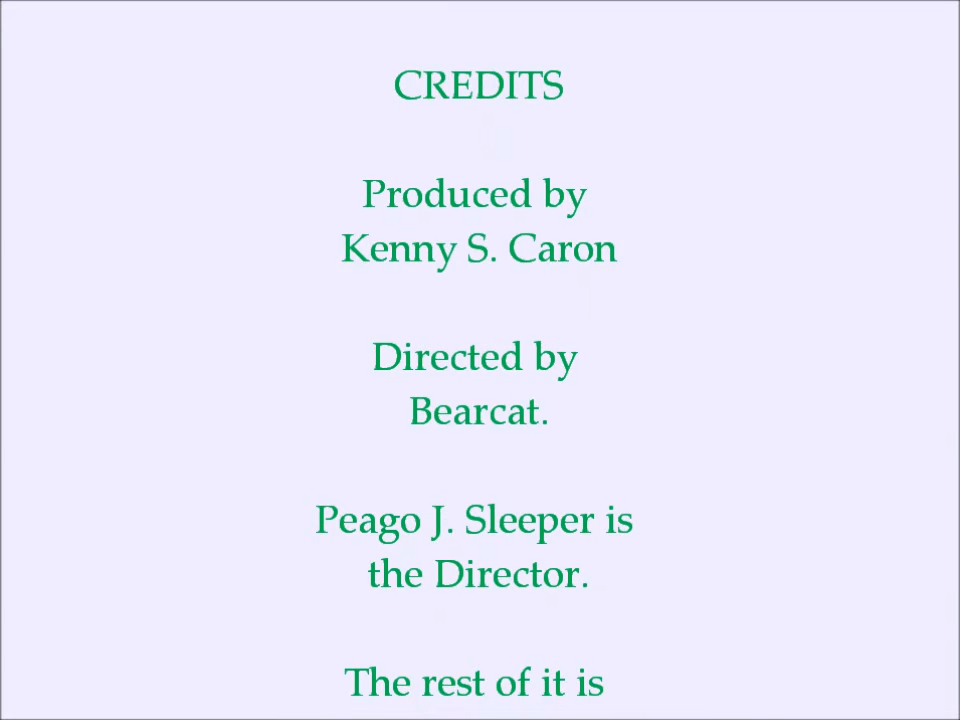 CREDITS
Produced by
Kenny S. Caron
Directed by
Bearcat.
Peago J. Sleeper is
the Director.
The rest of it is